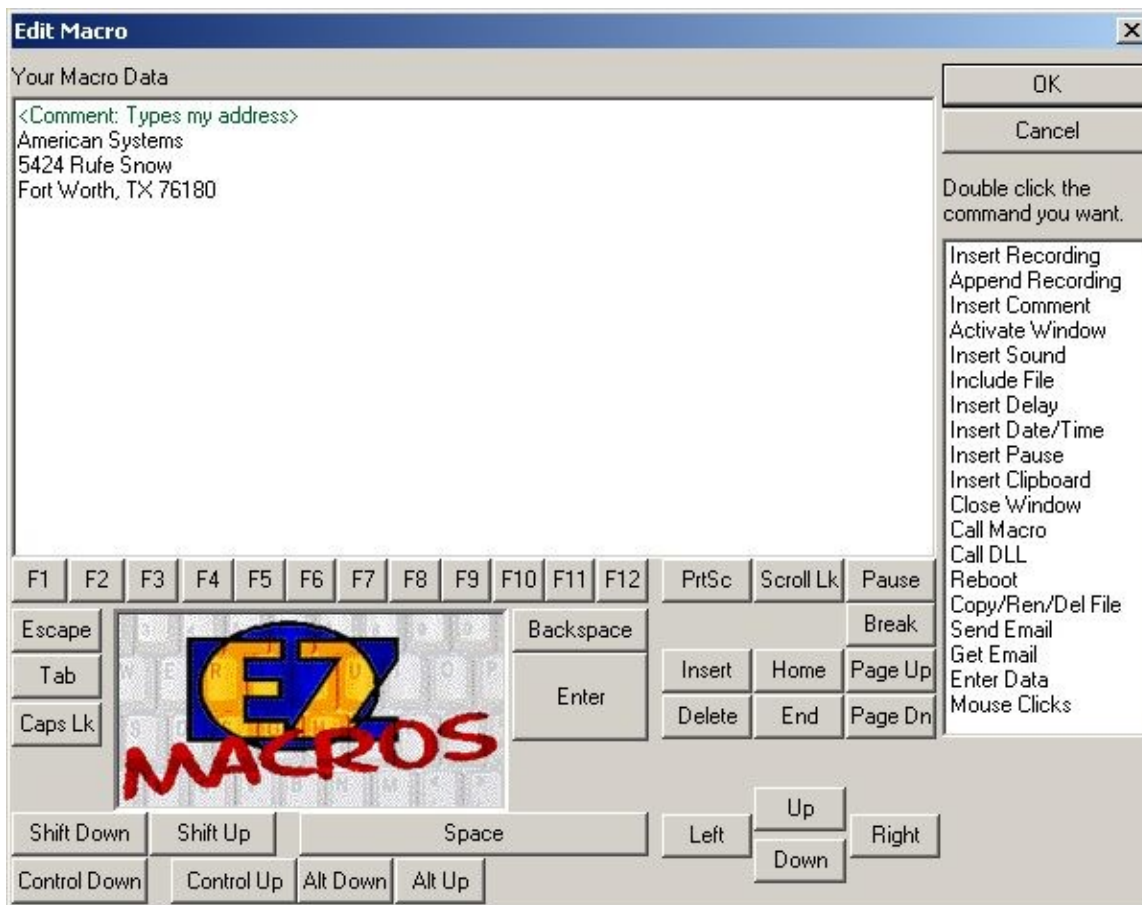 Edit Macro
Your Macro Data
<Comment: Types my address>
American Systems
5424 Rufe Snow
Fort Worth, TX 76180
OK
Cancel
Double click the
command you want.
Insert Recording
Append Recording
Insert Comment
Activate Window
Insert Sound
Include File
Insert Delay
Insert Date/Time
Insert Pause
Insert Clipboard
Close Window
Call Macro
Call DLL
Reboot
Copy/Ren/Del File
Send Email
Get Email
Enter Data
Mouse Clicks
F1 F2 F3 F4 F5 F6 F7 F8 F9 F10 F11 F12 PrtSc Scroll Lk Pause
Escape Backspace Break
Tab Enter Insert Home Page Up
Caps Lk Delete End Page Dn
EZ
MACROS
Shift Down Shift Up Space Left Up Right
Down
Control Down Control Up Alt Down Alt Up